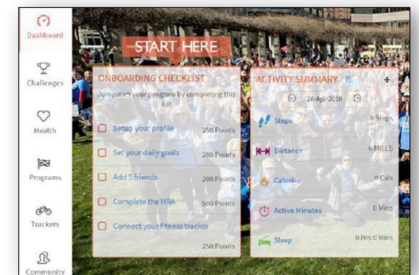 Dashboard
Challenges
Health
Programs
Trackers
Community
START HERE
ONBOARDING CHECKLIST
Jumpstart your program by completing this
list
Setup your profile
250 Points
Set your daily goals
200 Points
Add 5 friends
200 Points
Complete the HRA
500 Points
Connect your fitness tracker
250 Points
ACTIVITY SUMMARY
+
26-Apr-2018
Steps
0 Steps
Distance
0 MILES
Calories
0 Cals
Active Minutes
0 Mins
Sleep
0 Hrs 0 Mins